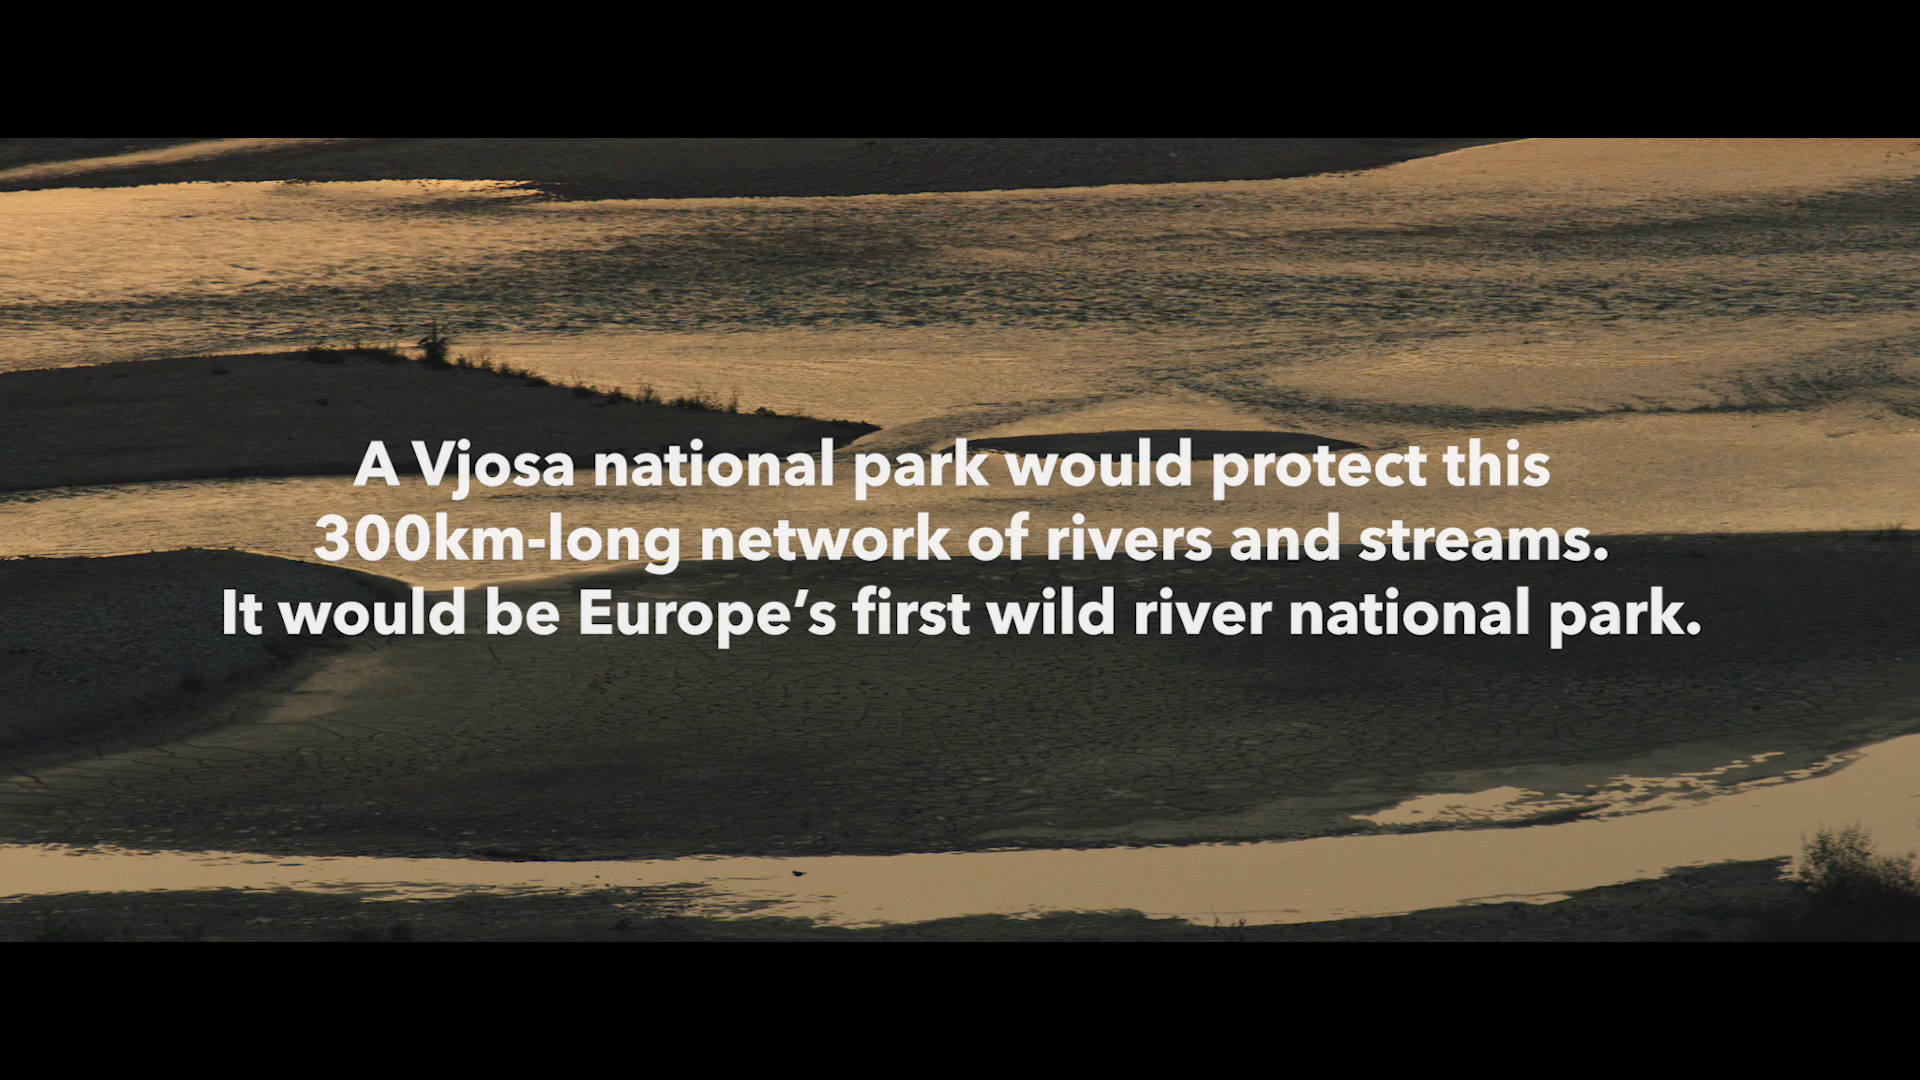 A Vjosa national park would protect this
300km-long network of rivers and streams.
It would be Europe’s first wild river national park.